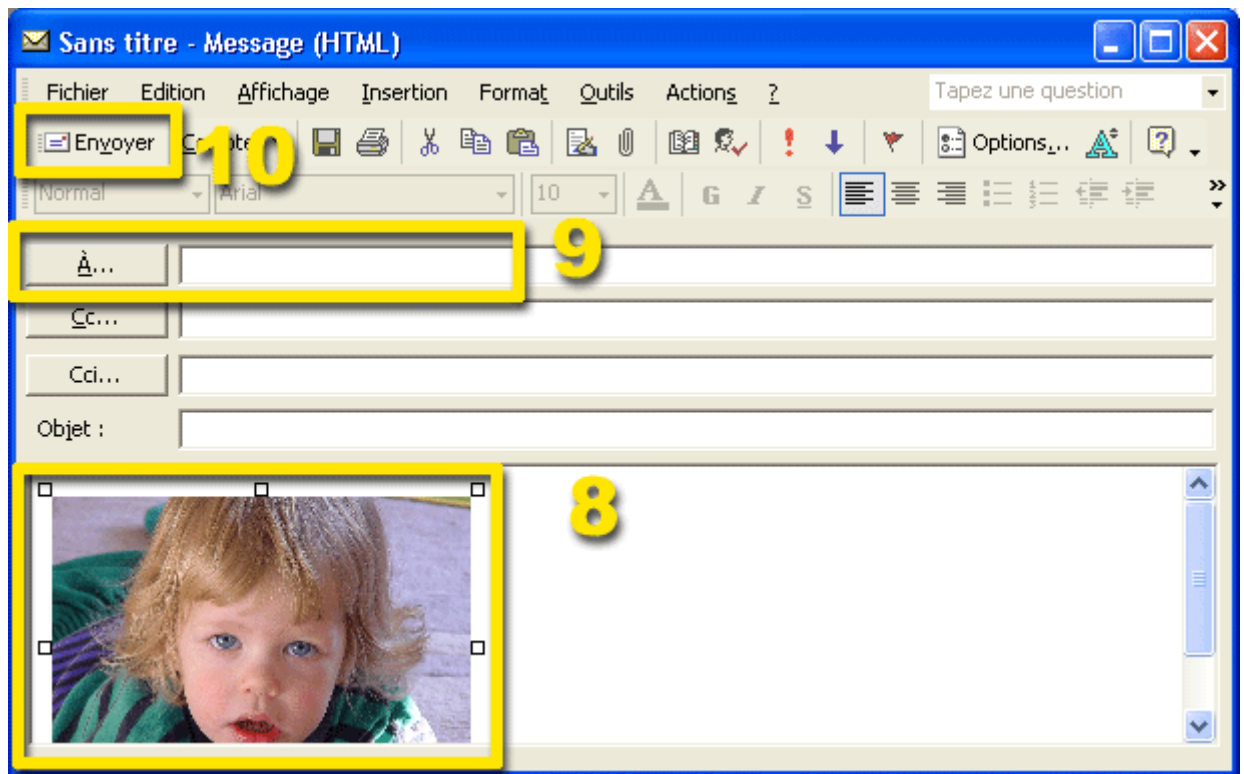 Sans titre - Message (HTML)
Fichier Edition Affichage Insertion Format Outils Actions ? Tapez une question
Envoyer 10 Options...
Normal Arial 10 A G I S
À... 9
Cc...
Cci...
Objet :
8